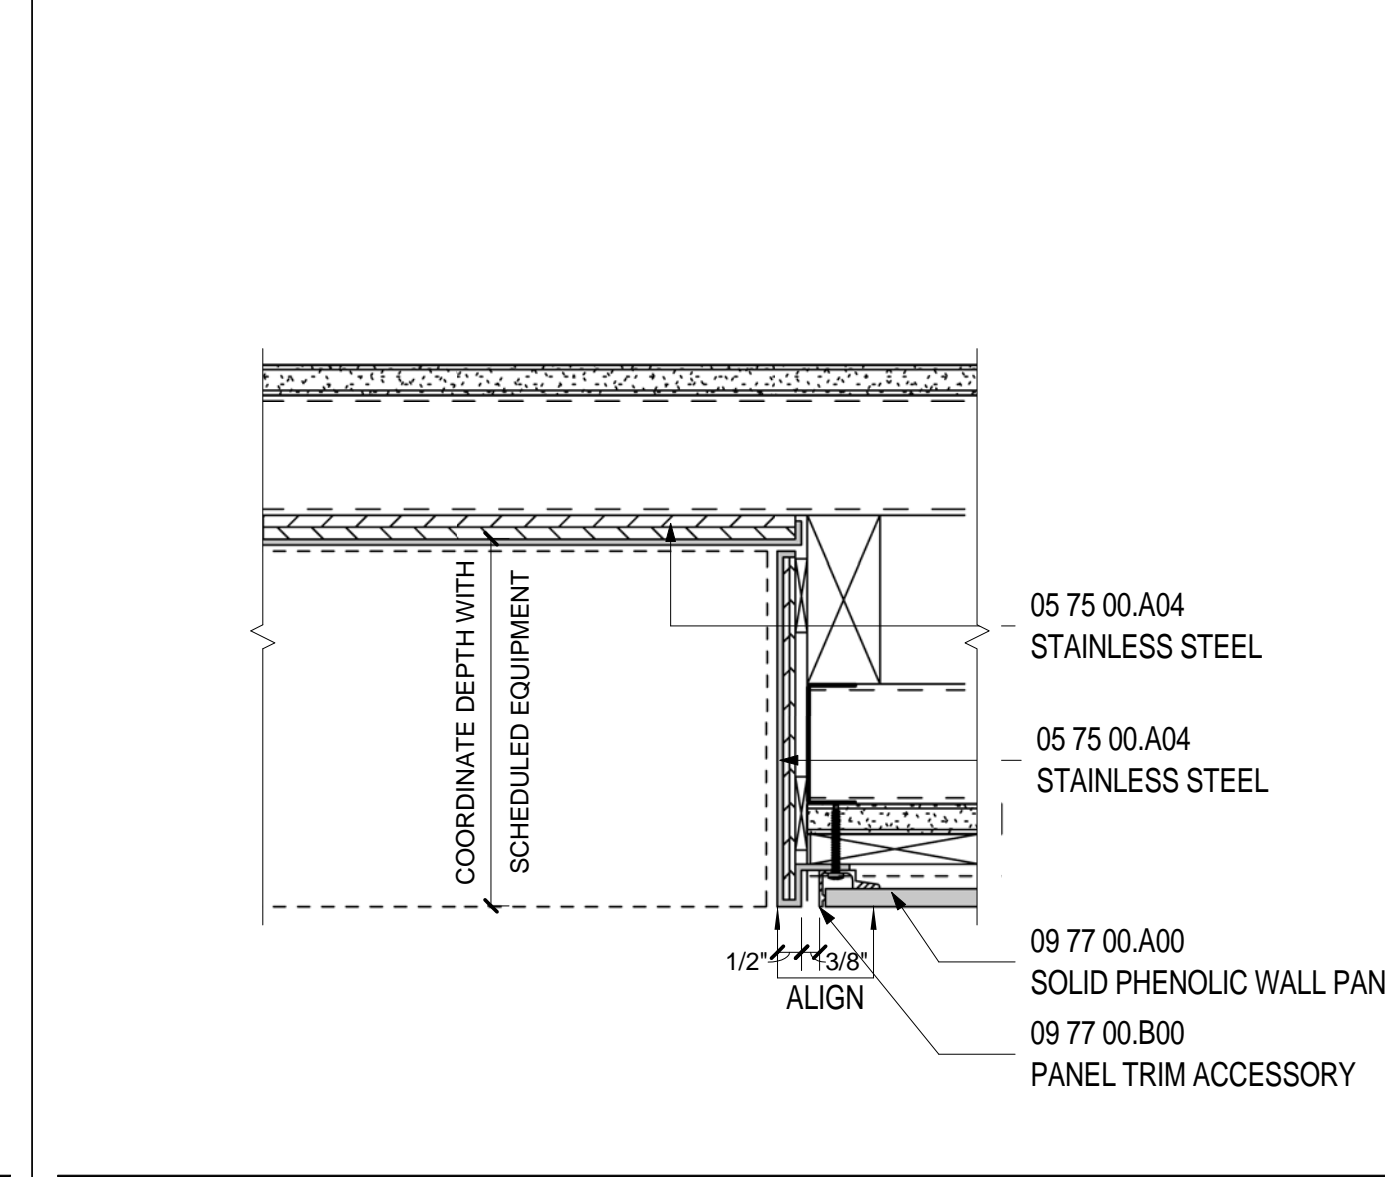 COORDINATE DEPTH WITH
SCHEDULED EQUIPMENT
05 75 00.A04
STAINLESS STEEL
05 75 00.A04
STAINLESS STEEL
09 77 00.A00
SOLID PHENOLIC WALL PAN
09 77 00.B00
PANEL TRIM ACCESSORY
1/2" 3/8"
ALIGN